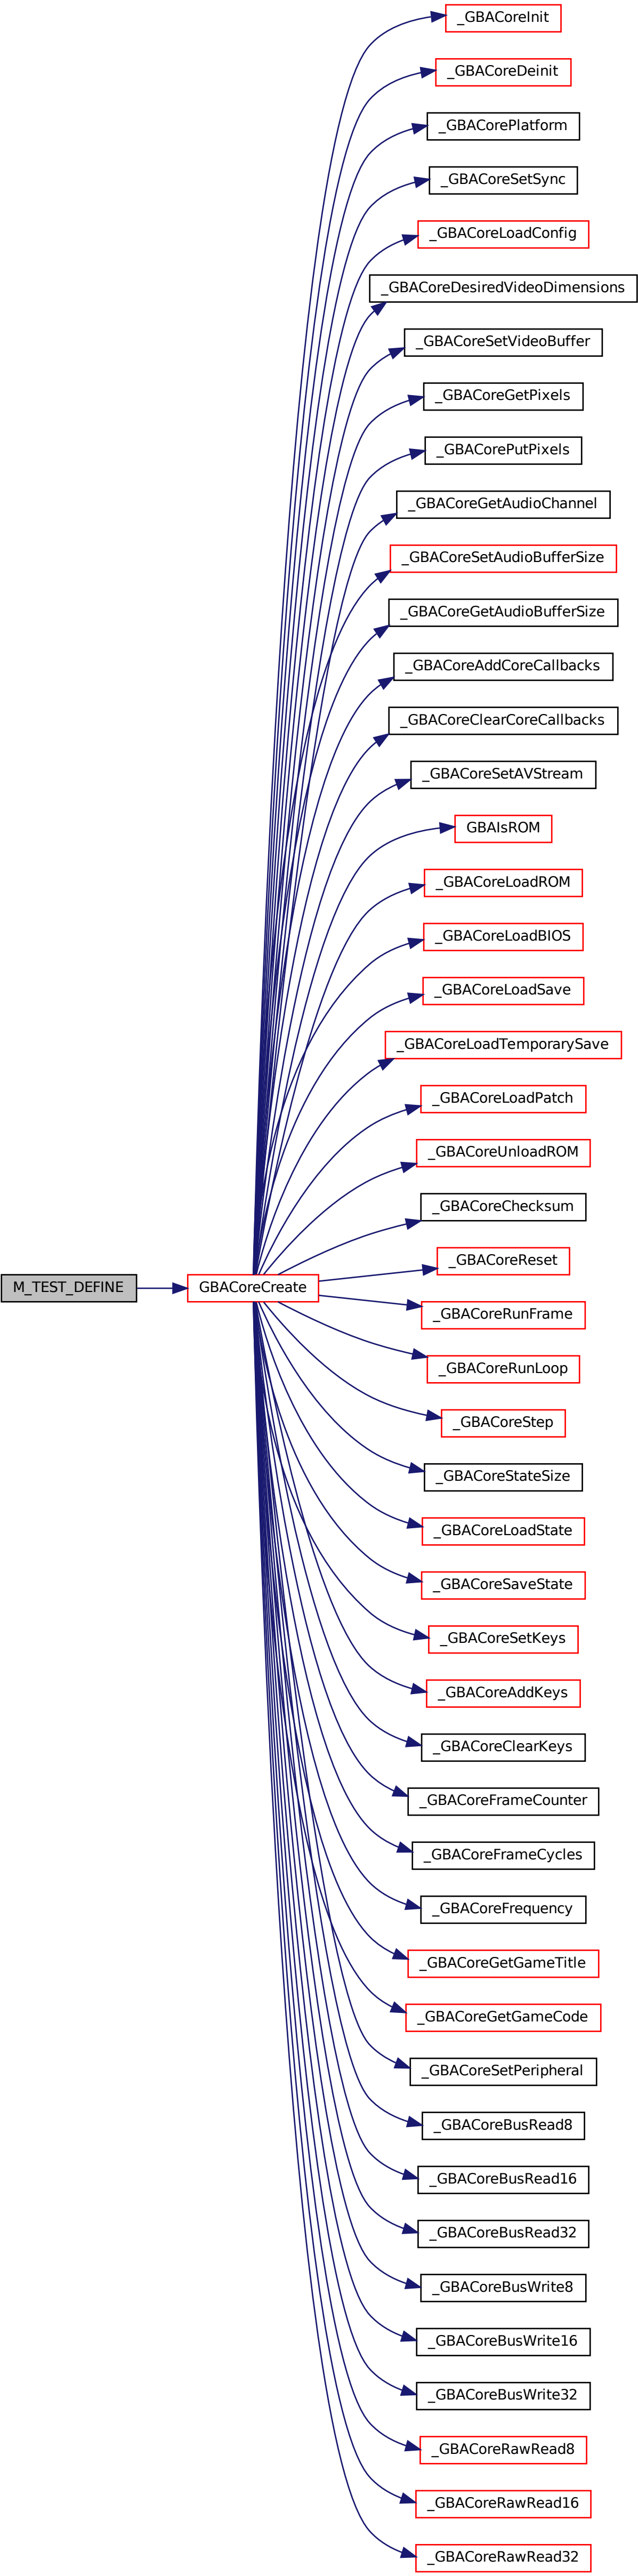 _GBACoreInit
_GBACoreDeinit
_GBACorePlatform
_GBACoreSetSync
_GBACoreLoadConfig
_GBACoreDesiredVideoDimensions
_GBACoreSetVideoBuffer
_GBACoreGetPixels
_GBACorePutPixels
_GBACoreGetAudioChannel
_GBACoreSetAudioBufferSize
_GBACoreGetAudioBufferSize
_GBACoreAddCoreCallbacks
_GBACoreClearCoreCallbacks
_GBACoreSetAVStream
GBAIsROM
_GBACoreLoadROM
_GBACoreLoadBIOS
_GBACoreLoadSave
_GBACoreLoadTemporarySave
_GBACoreLoadPatch
_GBACoreUnloadROM
_GBACoreChecksum
_GBACoreReset
M_TEST_DEFINE
GBACoreCreate
_GBACoreRunFrame
_GBACoreRunLoop
_GBACoreStep
_GBACoreStateSize
_GBACoreLoadState
_GBACoreSaveState
_GBACoreSetKeys
_GBACoreAddKeys
_GBACoreClearKeys
_GBACoreFrameCounter
_GBACoreFrameCycles
_GBACoreFrequency
_GBACoreGetGameTitle
_GBACoreGetGameCode
_GBACoreSetPeripheral
_GBACoreBusRead8
_GBACoreBusRead16
_GBACoreBusRead32
_GBACoreBusWrite8
_GBACoreBusWrite16
_GBACoreBusWrite32
_GBACoreRawRead8
_GBACoreRawRead16
_GBACoreRawRead32